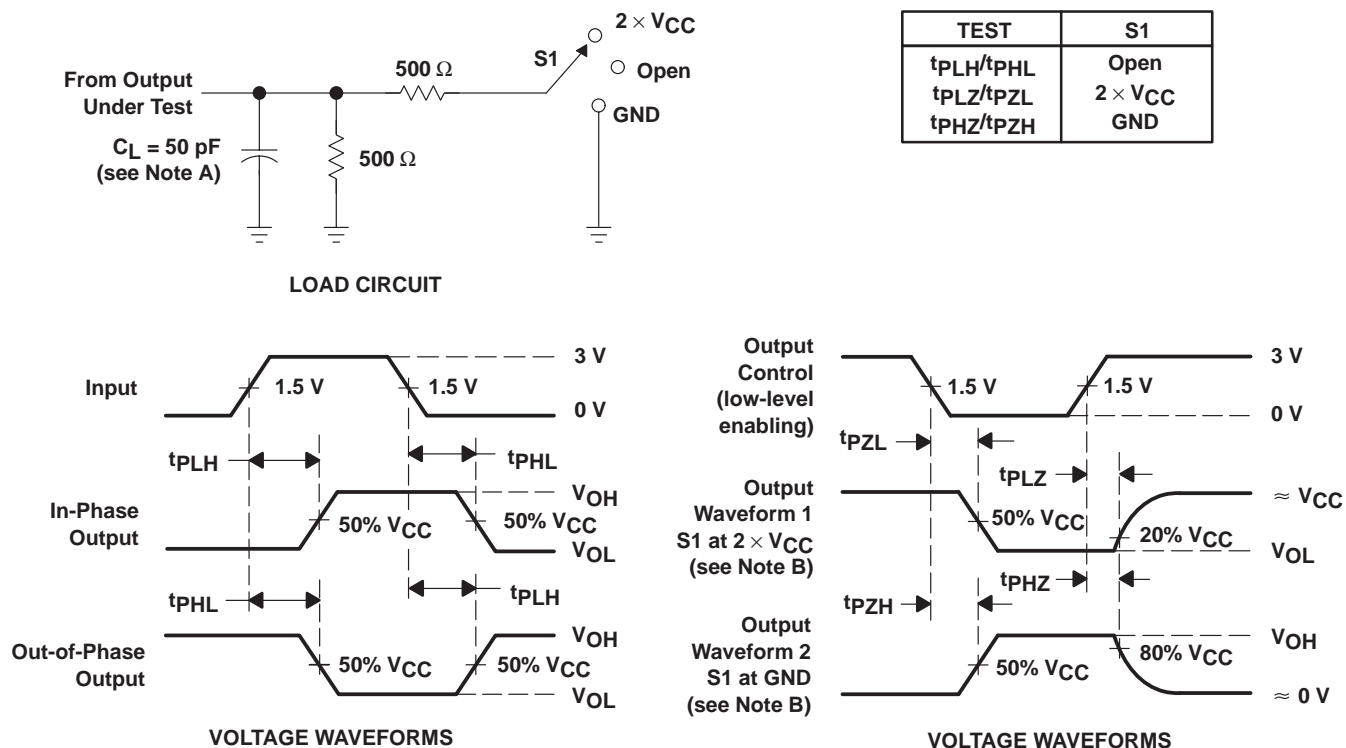 From Output
Under Test
CL = 50 pF
(see Note A)
500 Ω
500 Ω
S1
2 × VCC
Open
GND
LOAD CIRCUIT
TEST S1
tPLH/tPHL Open
tPLZ/tPZL 2 × VCC
tPHZ/tPZH GND
Input
1.5 V
1.5 V
3 V
0 V
tPLH
tPHL
In-Phase
Output
50% VCC
50% VCC
VOH
VOL
tPHL
tPLH
Out-of-Phase
Output
50% VCC
50% VCC
VOH
VOL
VOLTAGE WAVEFORMS
Output
Control
(low-level
enabling)
1.5 V
1.5 V
3 V
0 V
tPZL
tPLZ
Output
Waveform 1
S1 at 2 × VCC
(see Note B)
50% VCC
20% VCC
≈ VCC
VOL
tPZH
tPHZ
Output
Waveform 2
S1 at GND
(see Note B)
50% VCC
80% VCC
VOH
≈ 0 V
VOLTAGE WAVEFORMS